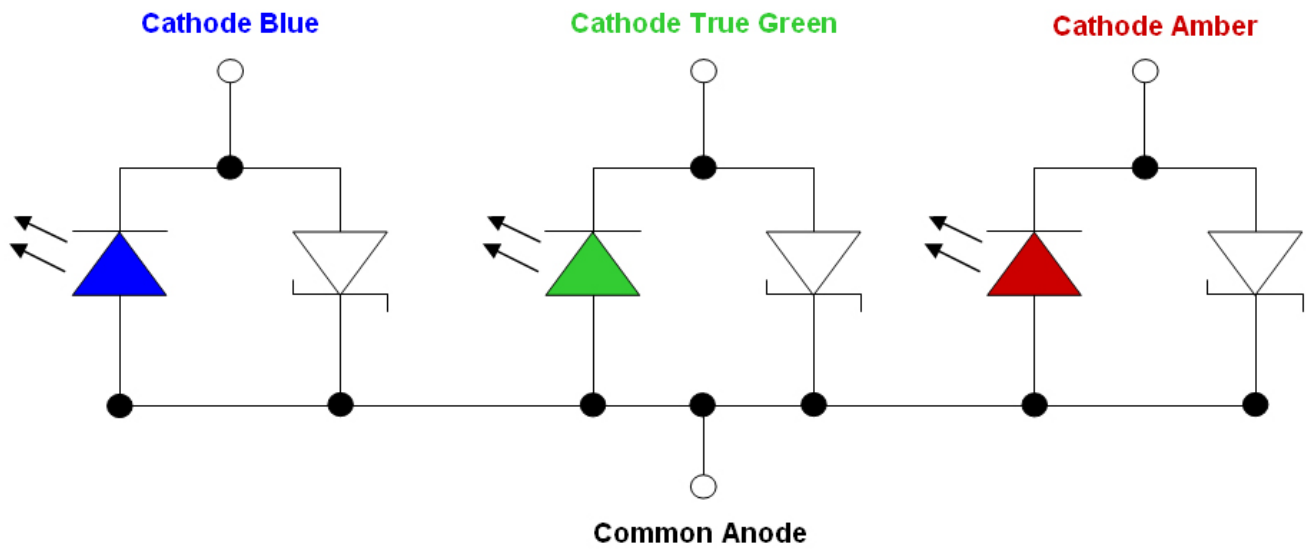 Cathode Blue
Cathode True Green
Cathode Amber
Common Anode